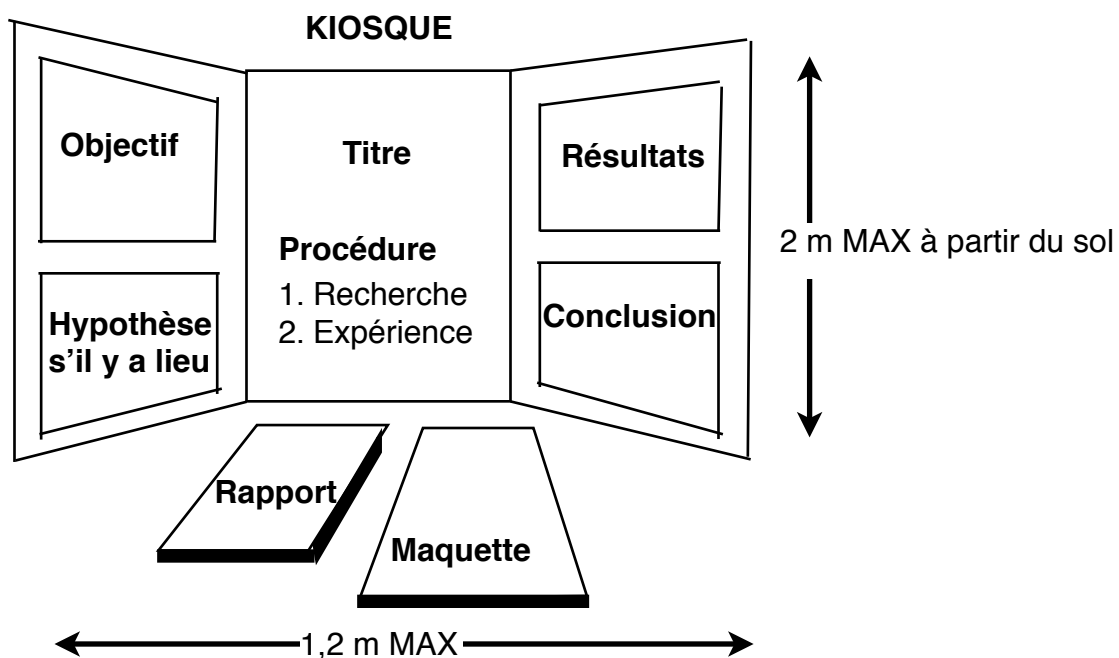 KIOSQUE
Objectif
Hypothèse
s’il y a lieu
Titre
Procédure
1. Recherche
2. Expérience
Résultats
Conclusion
2 m MAX à partir du sol
Rapport
Maquette
1,2 m MAX